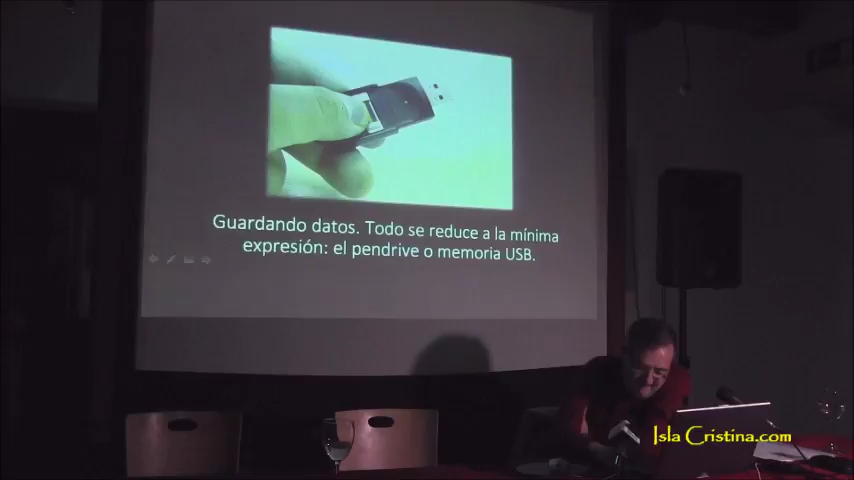 Guardando datos. Todo se reduce a la mínima
expresión: el pendrive o memoria USB.
Isla Cristina.com